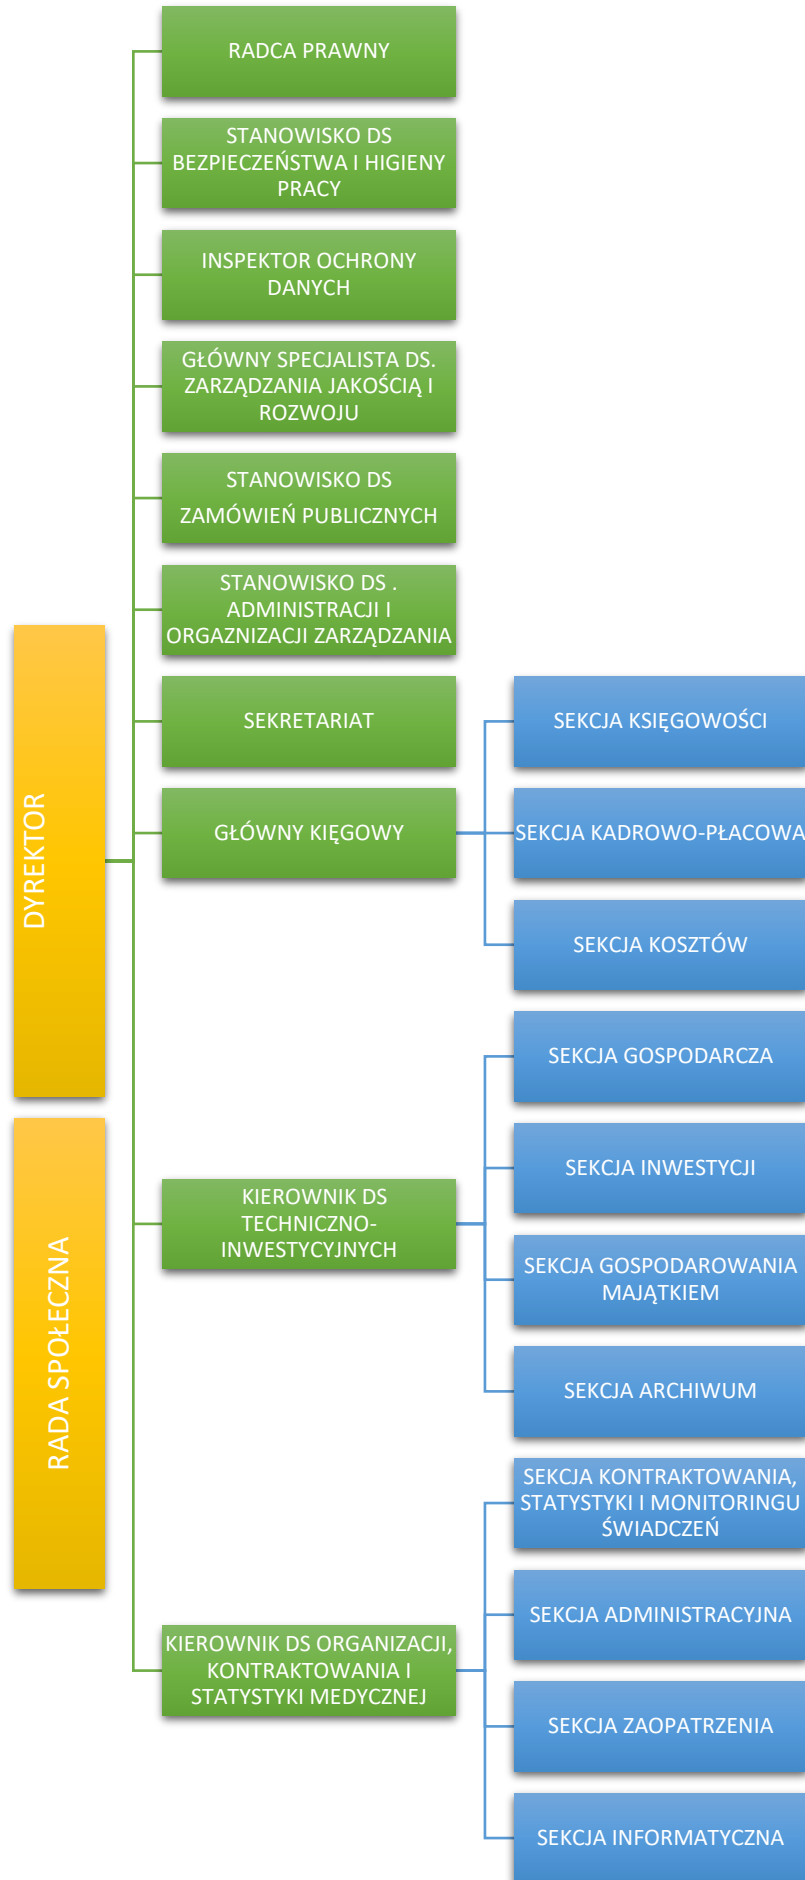 DYREKTOR
RADA SPOŁECZNA
RADCA PRAWNY
STANOWISKO DS
BEZPIECZEŃSTWA I HIGIENY
PRACY
INSPEKTOR OCHRONY
DANYCH
GŁÓWNY SPECJALISTA DS.
ZARZĄDZANIA JAKOŚCIĄ I
ROZWOJU
STANOWISKO DS
ZAMÓWIEŃ PUBLICZNYCH
STANOWISKO DS .
ADMINISTRACJI I
ORGAZNIZACJI ZARZĄDZANIA
SEKRETARIAT
GŁÓWNY KIĘGOWY
SEKCJA KSIĘGOWOŚCI
SEKCJA KADROWO-PŁACOWA
SEKCJA KOSZTÓW
KIEROWNIK DS
TECHNICZNO-
INWESTYCYJNYCH
SEKCJA GOSPODARCZA
SEKCJA INWESTYCJI
SEKCJA GOSPODAROWANIA
MAJĄTKIEM
SEKCJA ARCHIWUM
KIEROWNIK DS ORGANIZACJI,
KONTRAKTOWANIA I
STATYSTYKI MEDYCZNEJ
SEKCJA KONTRAKTOWANIA,
STATYSTYKI I MONITORINGU
ŚWIADCZEŃ
SEKCJA ADMINISTRACYJNA
SEKCJA ZAOPATRZENIA
SEKCJA INFORMATYCZNA